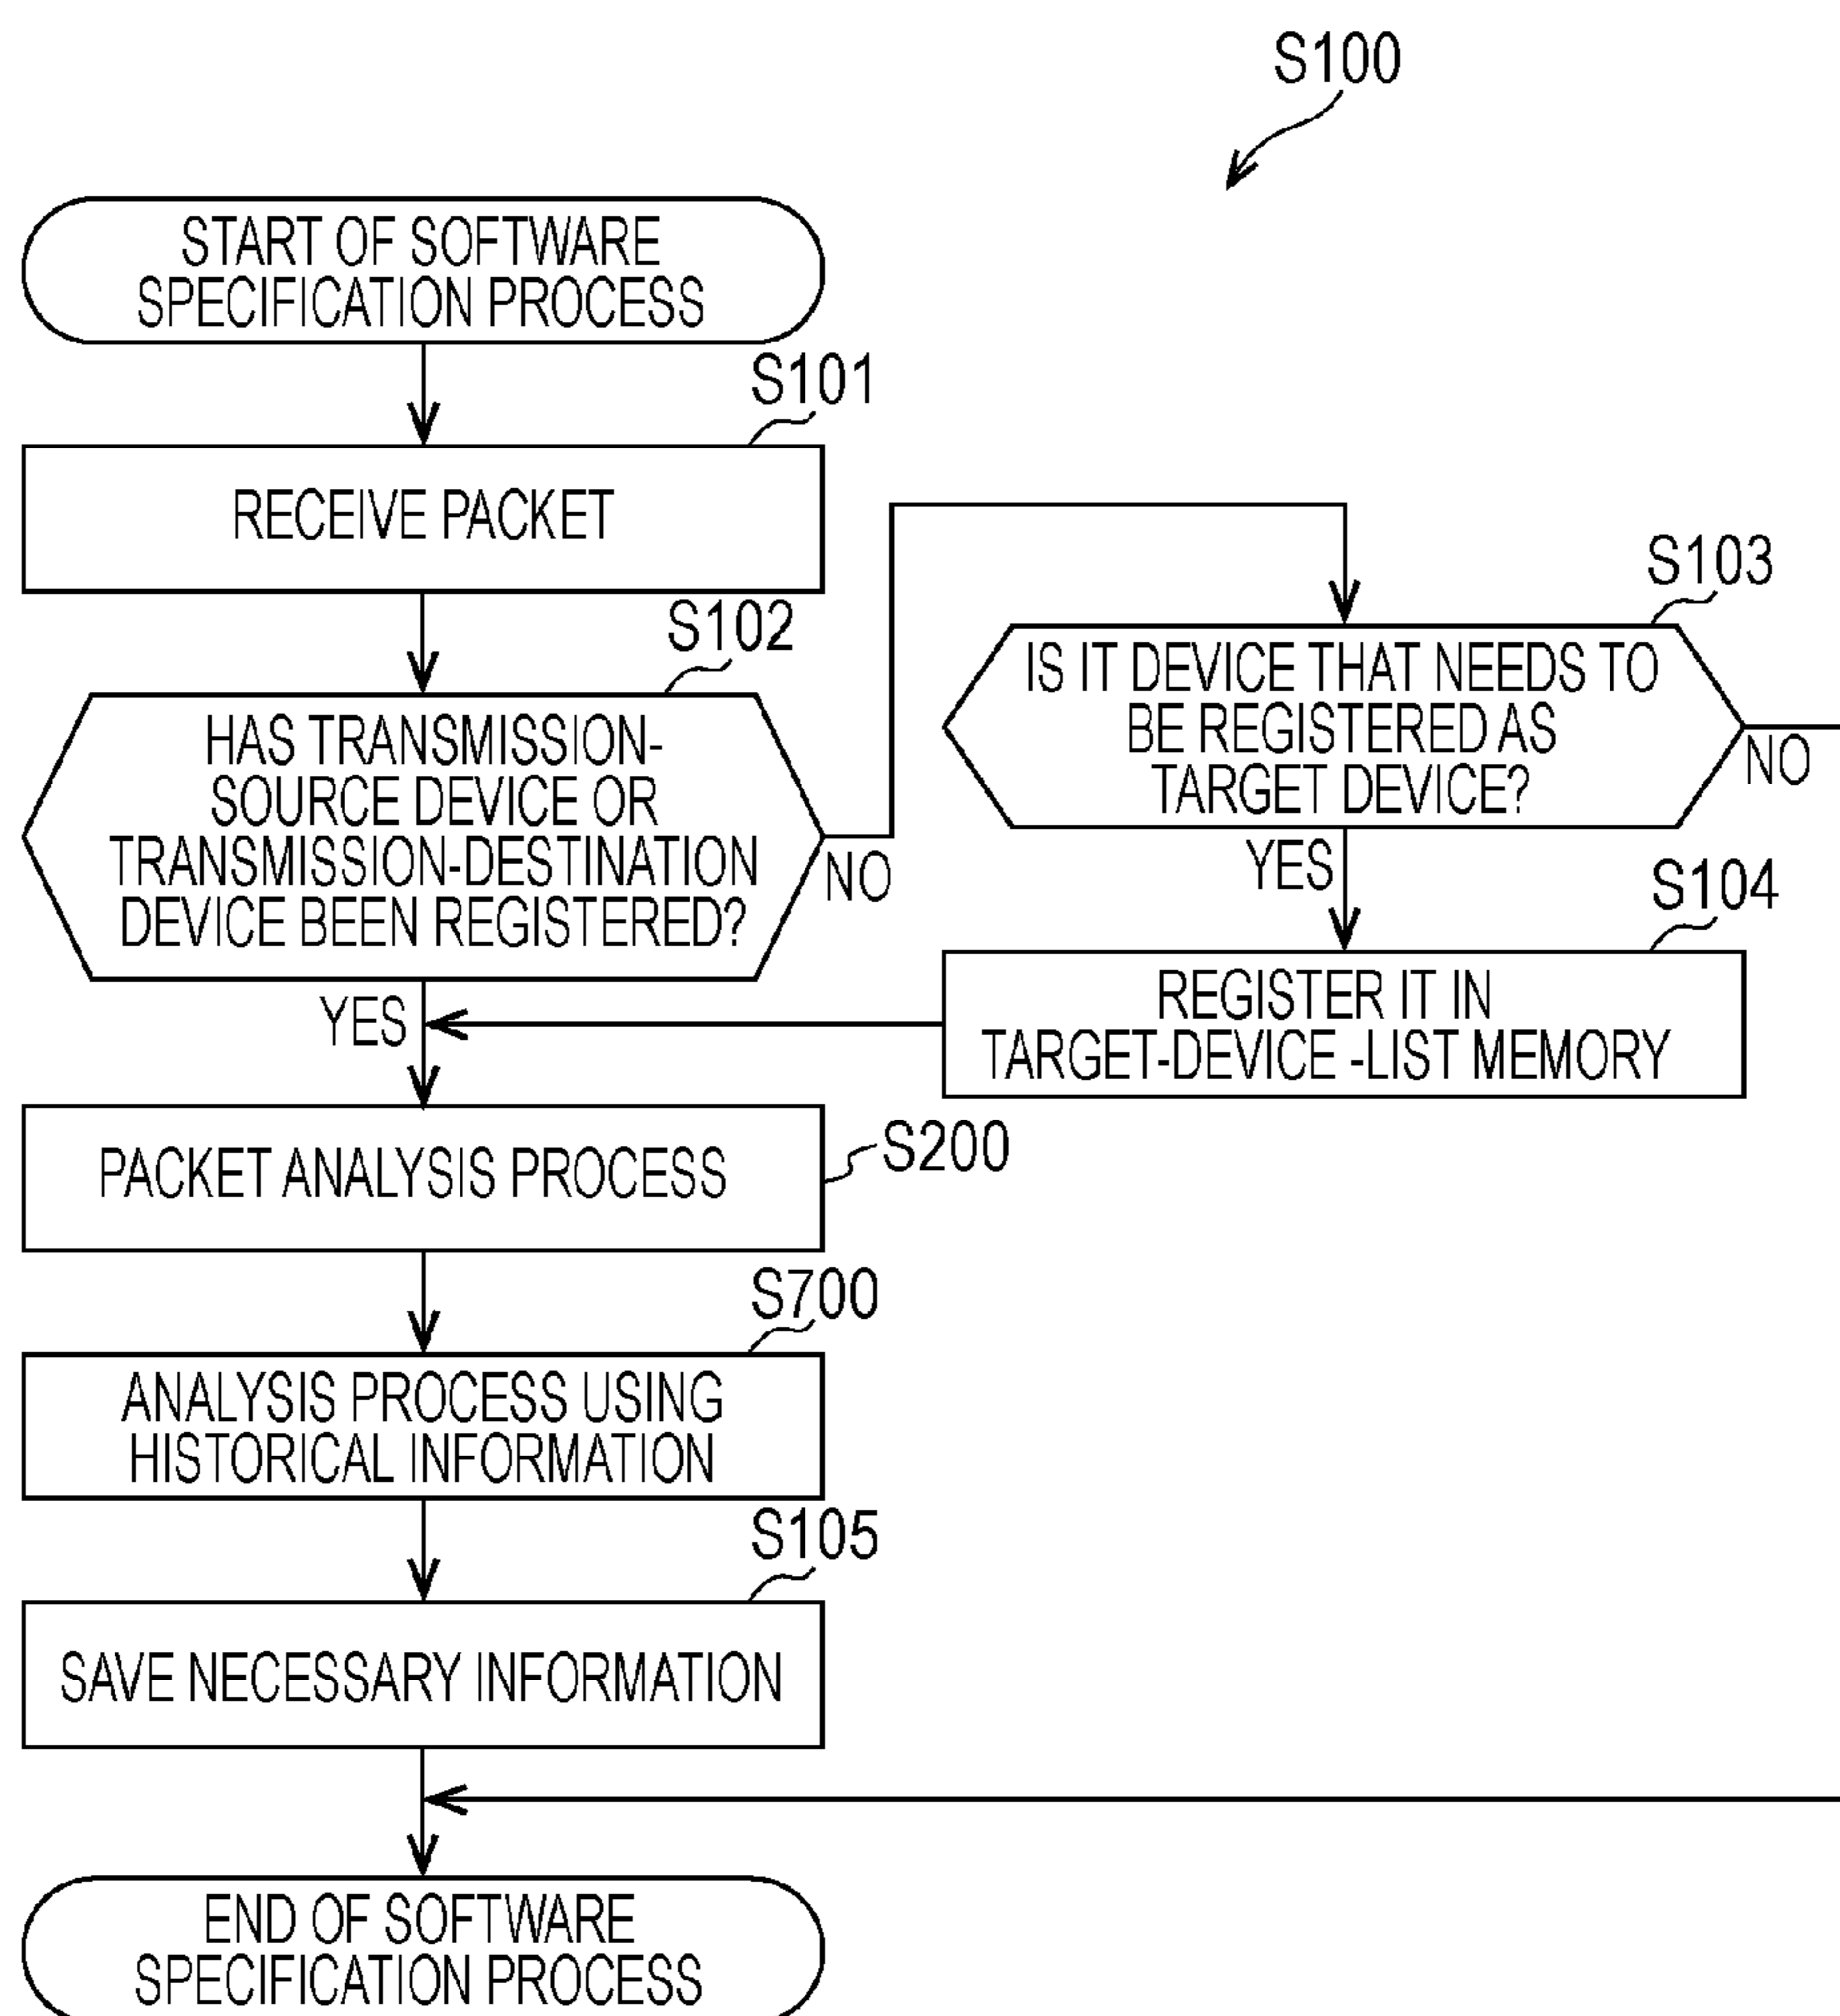 S100
START OF SOFTWARE
SPECIFICATION PROCESS
S101
RECEIVE PACKET
S102
HAS TRANSMISSION-
SOURCE DEVICE OR
TRANSMISSION-DESTINATION
DEVICE BEEN REGISTERED?
NO
YES
S103
IS IT DEVICE THAT NEEDS TO
BE REGISTERED AS
TARGET DEVICE?
NO
YES
S104
REGISTER IT IN
TARGET-DEVICE -LIST MEMORY
PACKET ANALYSIS PROCESS
S200
S700
ANALYSIS PROCESS USING
HISTORICAL INFORMATION
S105
SAVE NECESSARY INFORMATION
END OF SOFTWARE
SPECIFICATION PROCESS